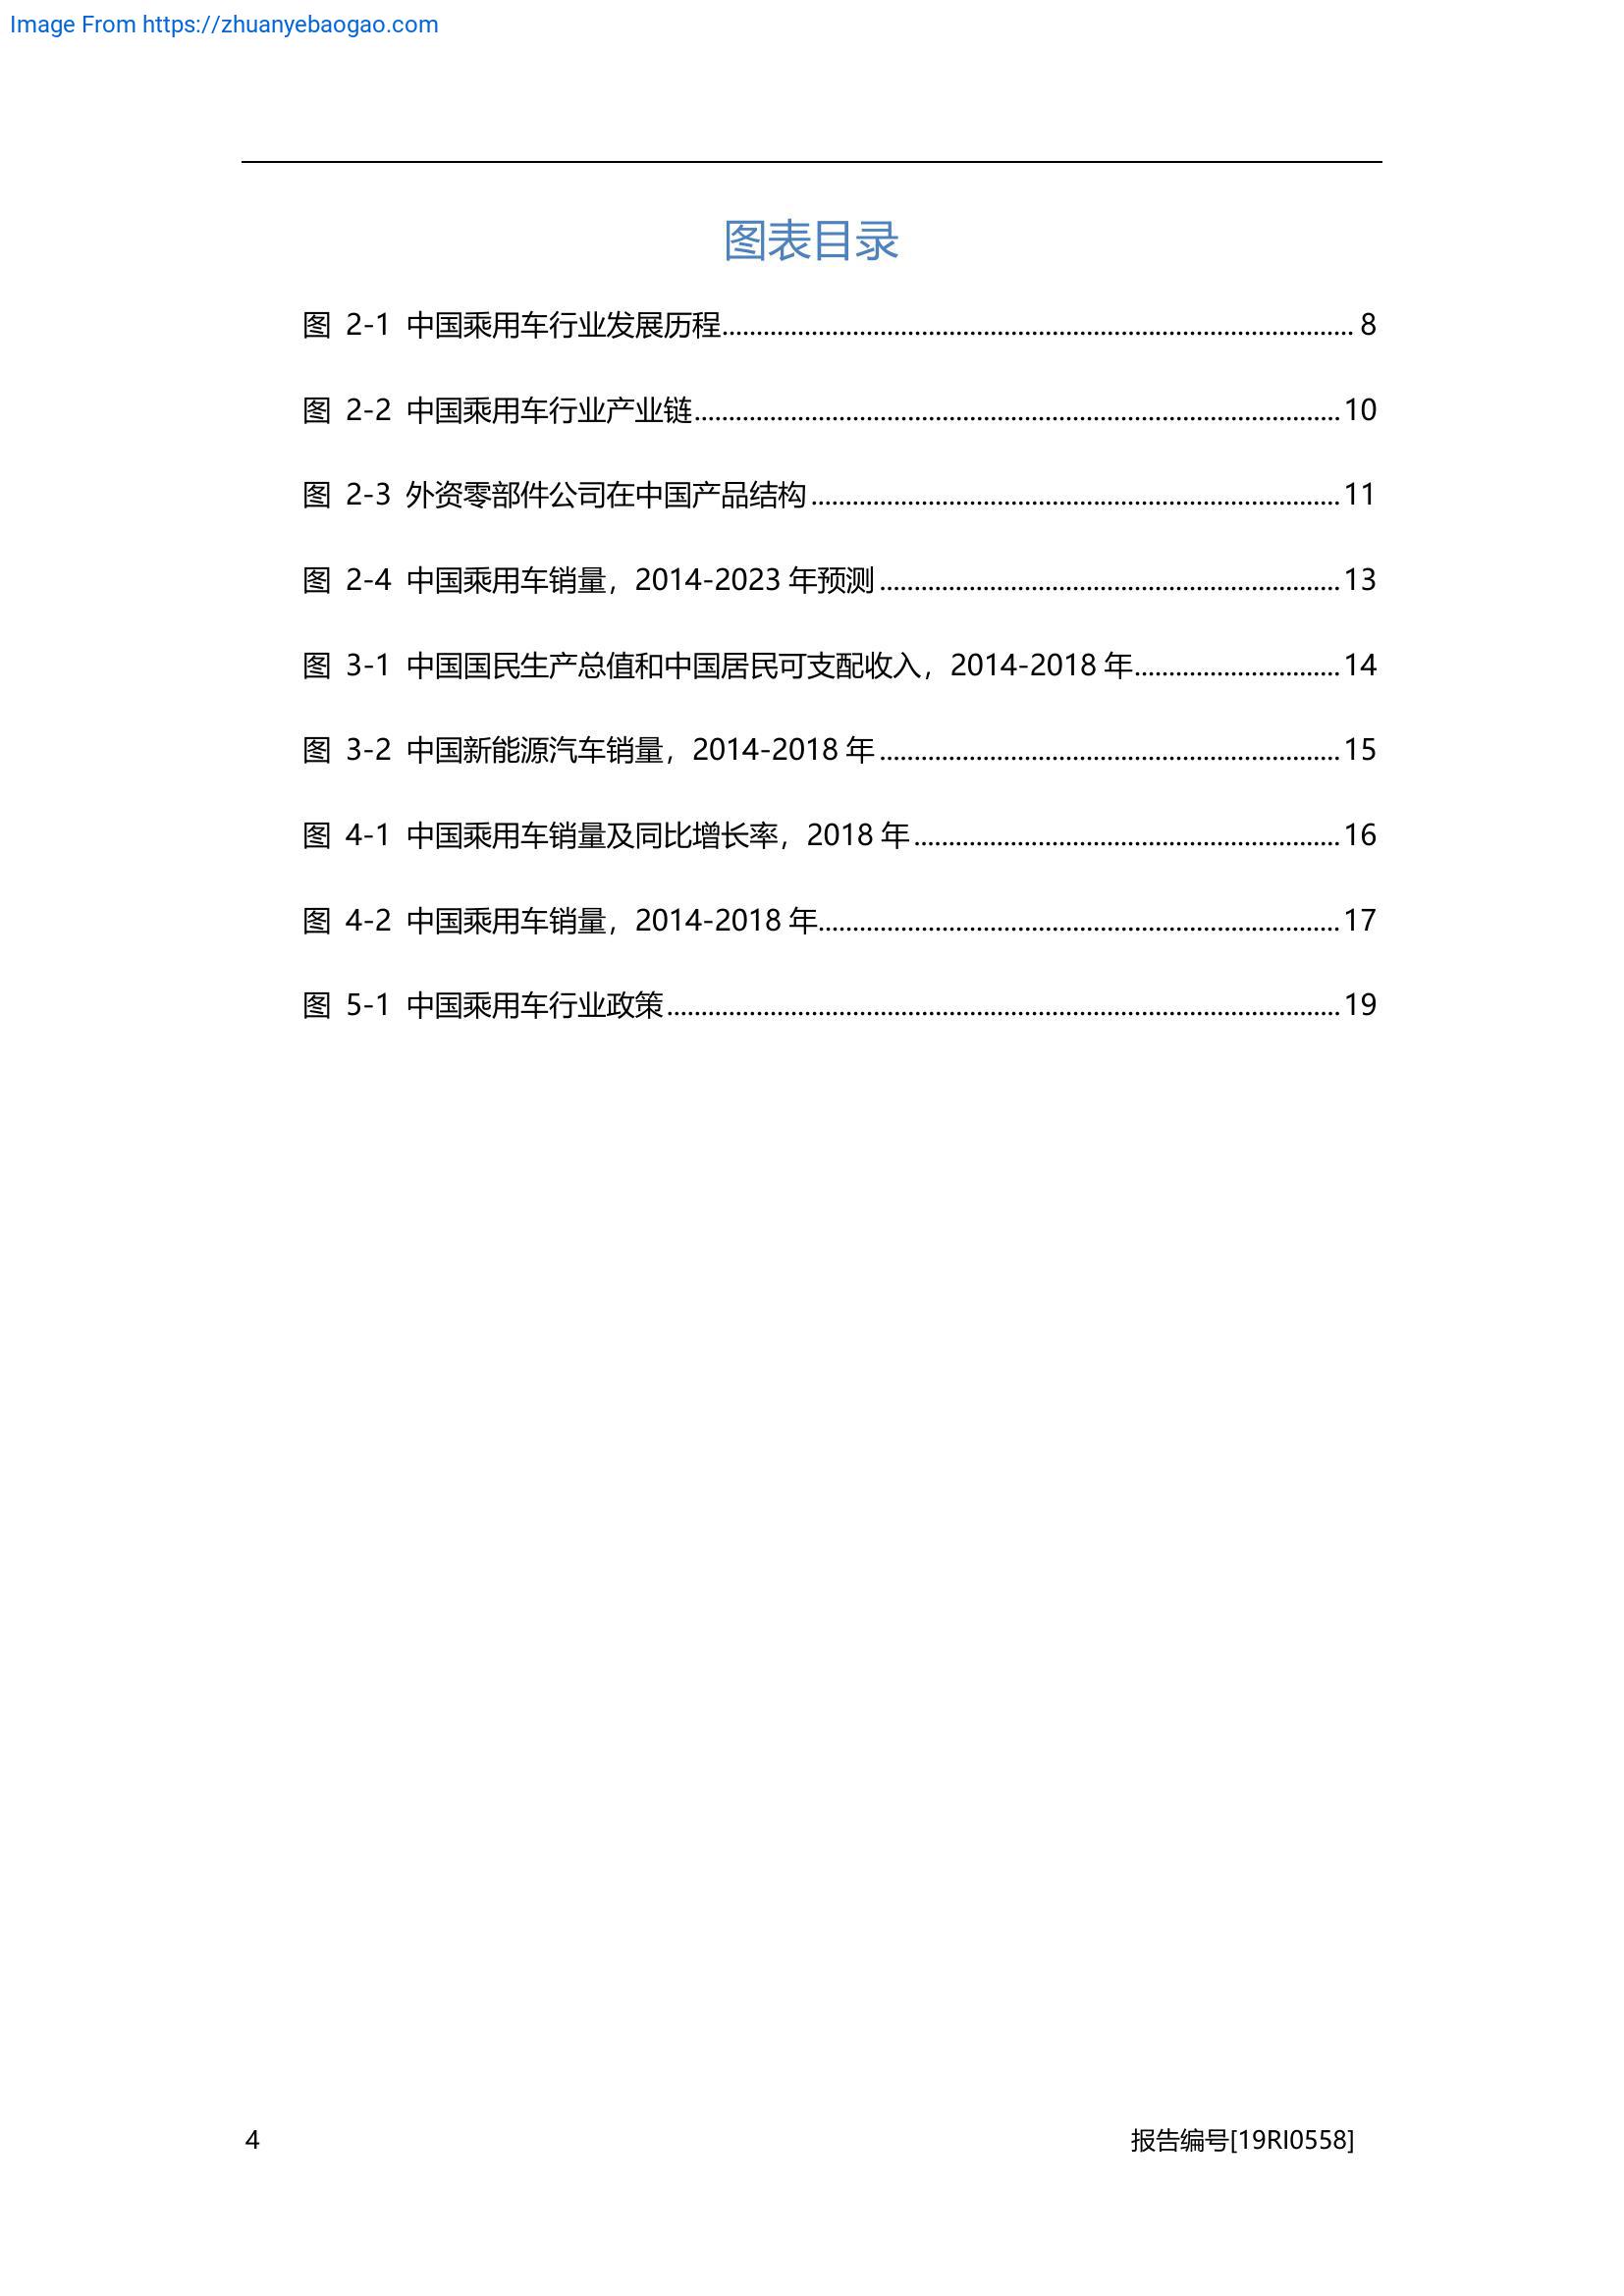 Image From https://zhuanyebaogao.com
图表目录
图 2-1 中国乘用车行业发展历程........................................ 8
图 2-2 中国乘用车行业产业链........................................ 10
图 2-3 外资零部件公司在中国产品结构........................................ 11
图 2-4 中国乘用车销量，2014-2023 年预测........................................ 13
图 3-1 中国国民生产总值和中国居民可支配收入，2014-2018 年.............................. 14
图 3-2 中国新能源汽车销量，2014-2018 年........................................ 15
图 4-1 中国乘用车销量及同比增长率，2018 年........................................ 16
图 4-2 中国乘用车销量，2014-2018 年........................................ 17
图 5-1 中国乘用车行业政策........................................ 19
4 报告编号[19RI0558]